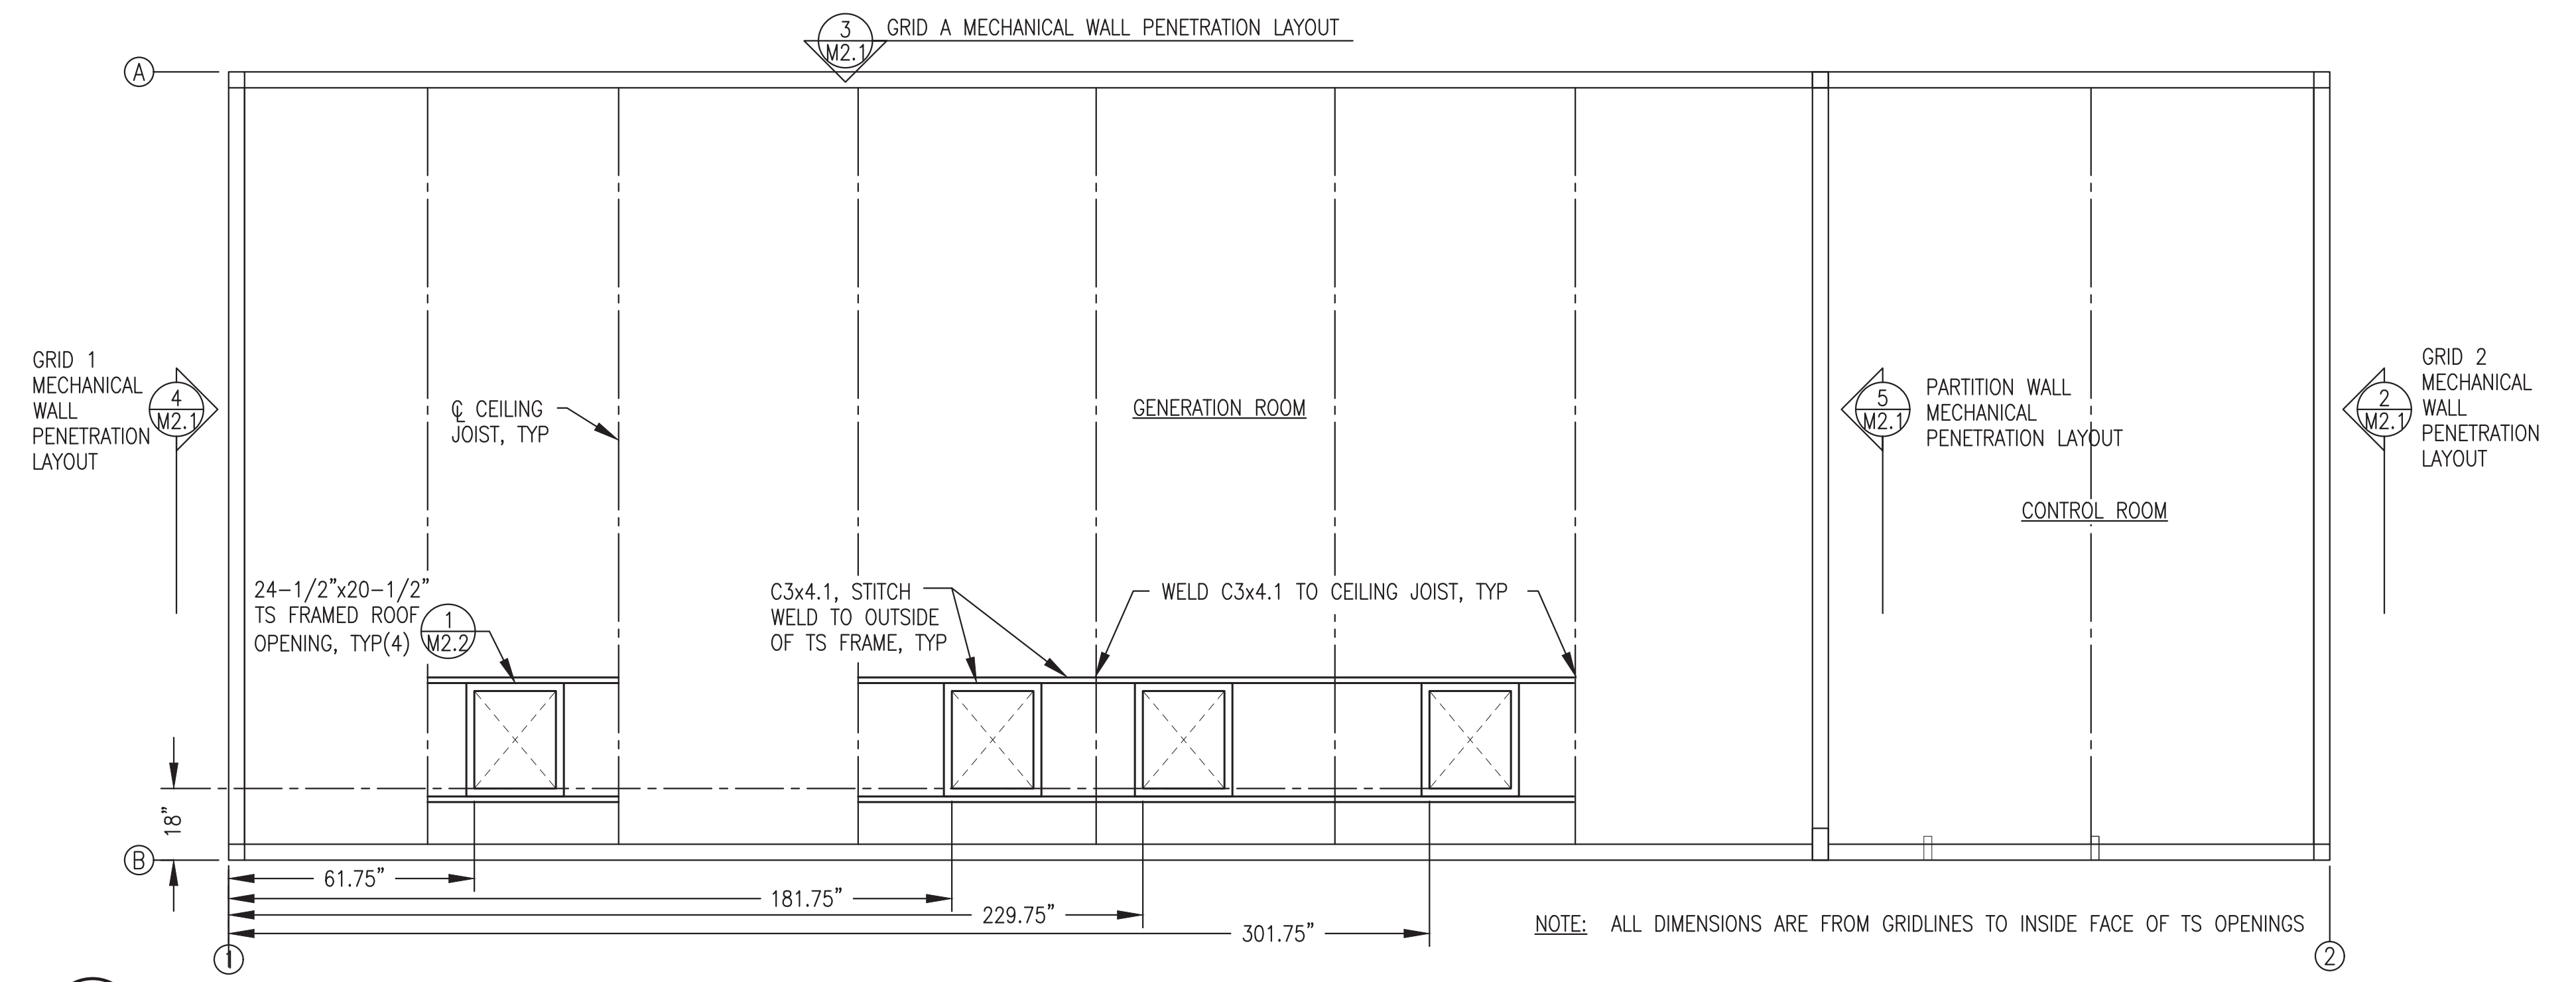 3
M2.1
GRID A MECHANICAL WALL PENETRATION LAYOUT
A
GRID 1
MECHANICAL
WALL
PENETRATION
LAYOUT
4
M2.1
℄ CEILING
JOIST, TYP
GENERATION ROOM
5
M2.1
PARTITION WALL
MECHANICAL
PENETRATION LAYOUT
2
M2.1
GRID 2
MECHANICAL
WALL
PENETRATION
LAYOUT
CONTROL ROOM
24-1/2"x20-1/2"
TS FRAMED ROOF
OPENING, TYP(4)
1
M2.2
C3x4.1, STITCH
WELD TO OUTSIDE
OF TS FRAME, TYP
WELD C3x4.1 TO CEILING JOIST, TYP
18"
B
61.75"
181.75"
229.75"
301.75"
NOTE: ALL DIMENSIONS ARE FROM GRIDLINES TO INSIDE FACE OF TS OPENINGS
1
2